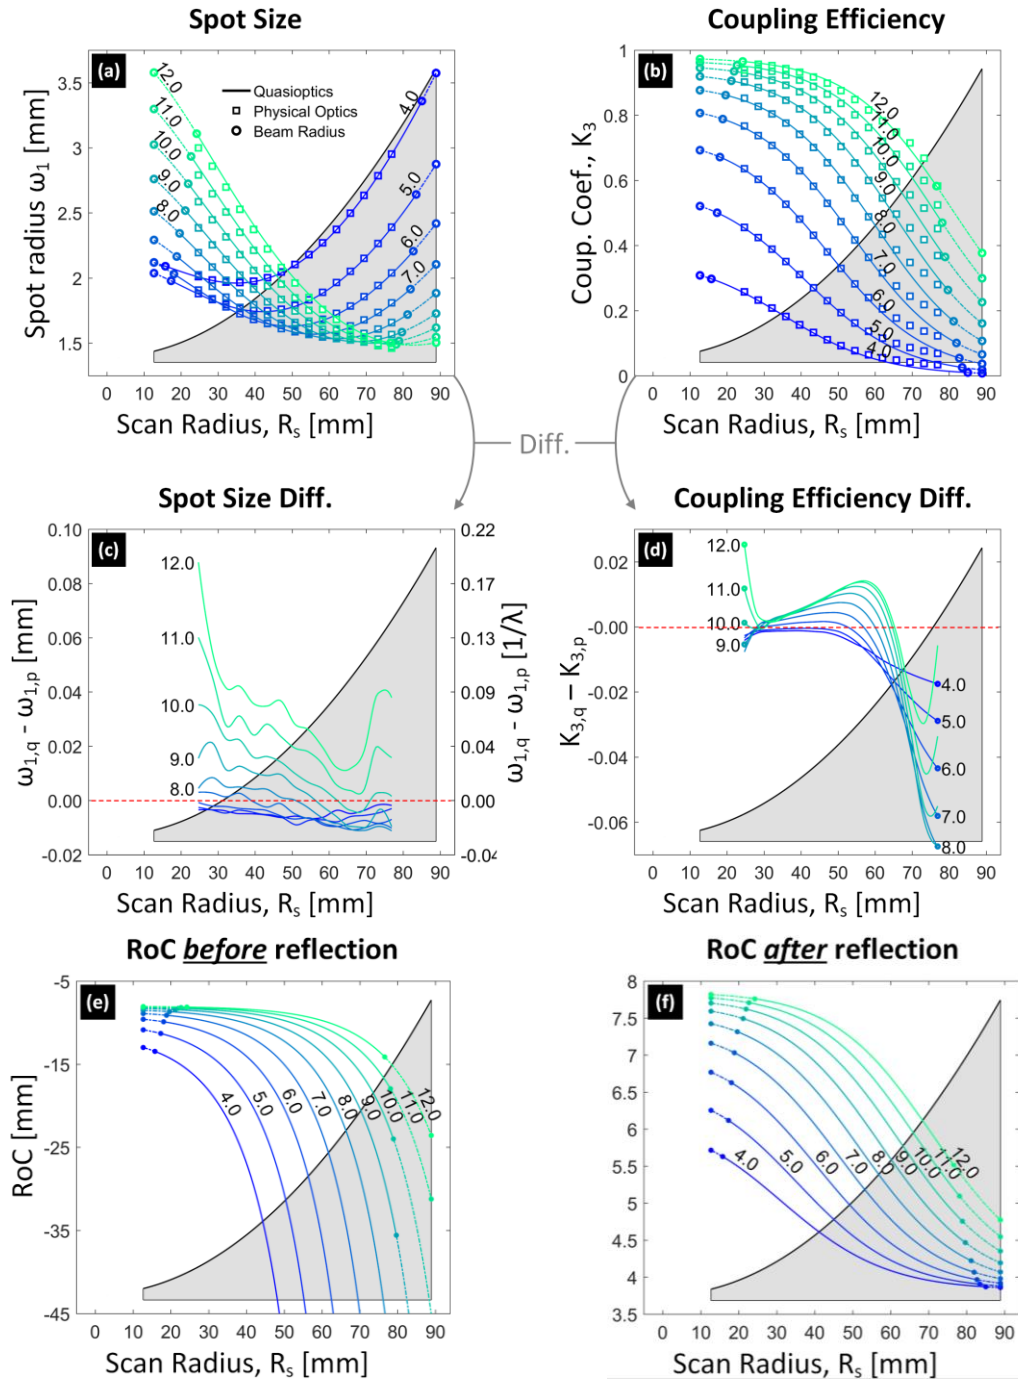 Spot Size
Coupling Efficiency
(a)
Quasioptics
Physical Optics
Beam Radius
12.0
11.0
10.0
9.0
8.0
4.0
5.0
6.0
7.0
3.5
3
2.5
2
1.5
Spot radius ω₁ [mm]
0 10 20 30 40 50 60 70 80 90
Scan Radius, Rₛ [mm]
(b)
12.0
11.0
10.0
9.0
8.0
7.0
6.0
5.0
4.0
1
0.8
0.6
0.4
0.2
0
Coup. Coef., K₃
0 10 20 30 40 50 60 70 80 90
Scan Radius, Rₛ [mm]
Diff.
Spot Size Diff.
Coupling Efficiency Diff.
(c)
12.0
11.0
10.0
9.0
8.0
0.10
0.08
0.06
0.04
0.02
0.00
-0.02
ω₁,q - ω₁,p [mm]
0.22
0.17
0.13
0.09
0.04
0.00
-0.04
ω₁,q - ω₁,p [1/λ]
0 10 20 30 40 50 60 70 80 90
Scan Radius, Rₛ [mm]
(d)
12.0
11.0
10.0
9.0
4.0
5.0
6.0
7.0
8.0
0.02
-0.00
-0.02
-0.04
-0.06
K₃,q – K₃,p
0 10 20 30 40 50 60 70 80 90
Scan Radius, Rₛ [mm]
RoC before reflection
RoC after reflection
(e)
4.0
5.0
6.0
7.0
8.0
9.0
10.0
11.0
12.0
-5
-15
-25
-35
-45
RoC [mm]
0 10 20 30 40 50 60 70 80 90
Scan Radius, Rₛ [mm]
(f)
4.0
5.0
6.0
7.0
8.0
9.0
10.0
11.0
12.0
8
7.5
7
6.5
6
5.5
5
4.5
4
3.5
0 10 20 30 40 50 60 70 80 90
Scan Radius, Rₛ [mm]